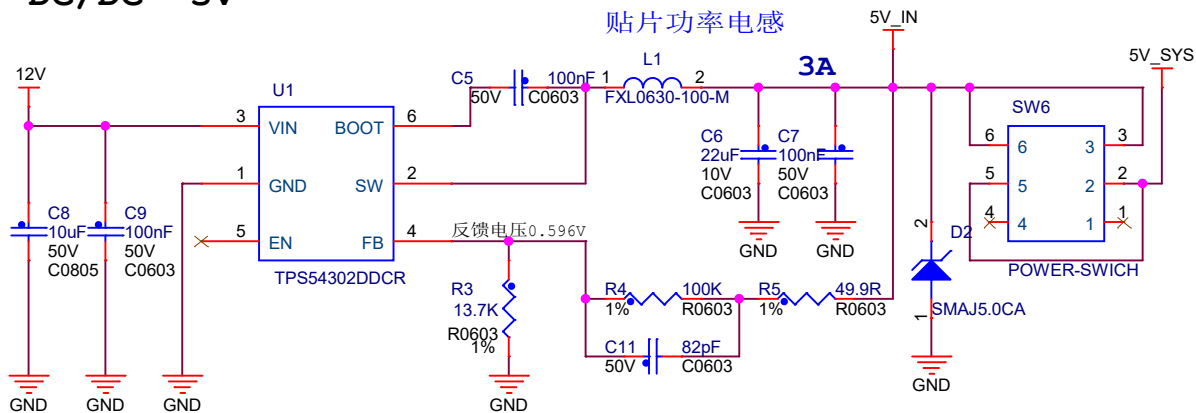 贴片功率电感
5V_IN
5V_SYS
12V
U1
C5
50V
100nF
C0603
L1
1
2
FXL0630-100-M
3A
SW6
3
VIN
BOOT
6
1
GND
SW
2
5
EN
FB
4
TPS54302DDCR
C8
10uF
50V
C0805
C9
100nF
50V
C0603
C6
22uF
10V
C0603
C7
100nF
50V
C0603
6
6
3
3
5
5
2
2
4
4
1
1
POWER-SWICH
反馈电压0.596V
R3
13.7K
R0603
1%
R4
100K
1%
R0603
R5
49.9R
1%
R0603
C11
82pF
50V
C0603
2
D2
SMAJ5.0CA
1
GND
GND
GND
GND
GND
GND
GND